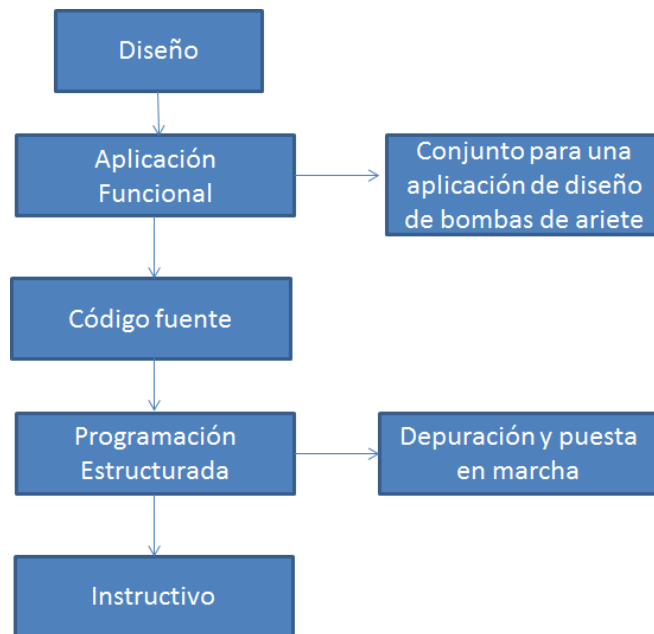 Diseño
Aplicación
Funcional
Conjunto para una
aplicación de diseño
de bombas de ariete
Código fuente
Programación
Estructurada
Depuración y puesta
en marcha
Instructivo